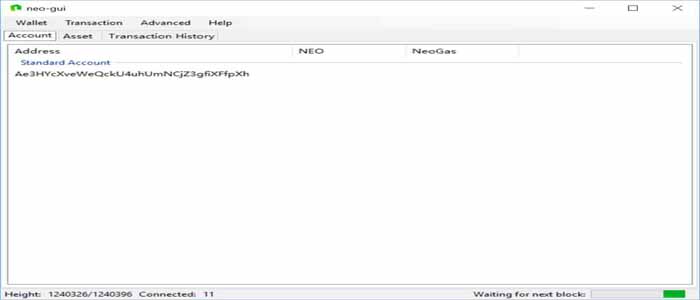 neo-gui
Wallet Transaction Advanced Help
Account Asset Transaction History
Address NEO NeoGas
Standard Account
Ae3HYcXveWeQckU4uhUmNCjZ3gfiXFfpXh
Height: 1240326/1240396 Connected: 11 Waiting for next block: